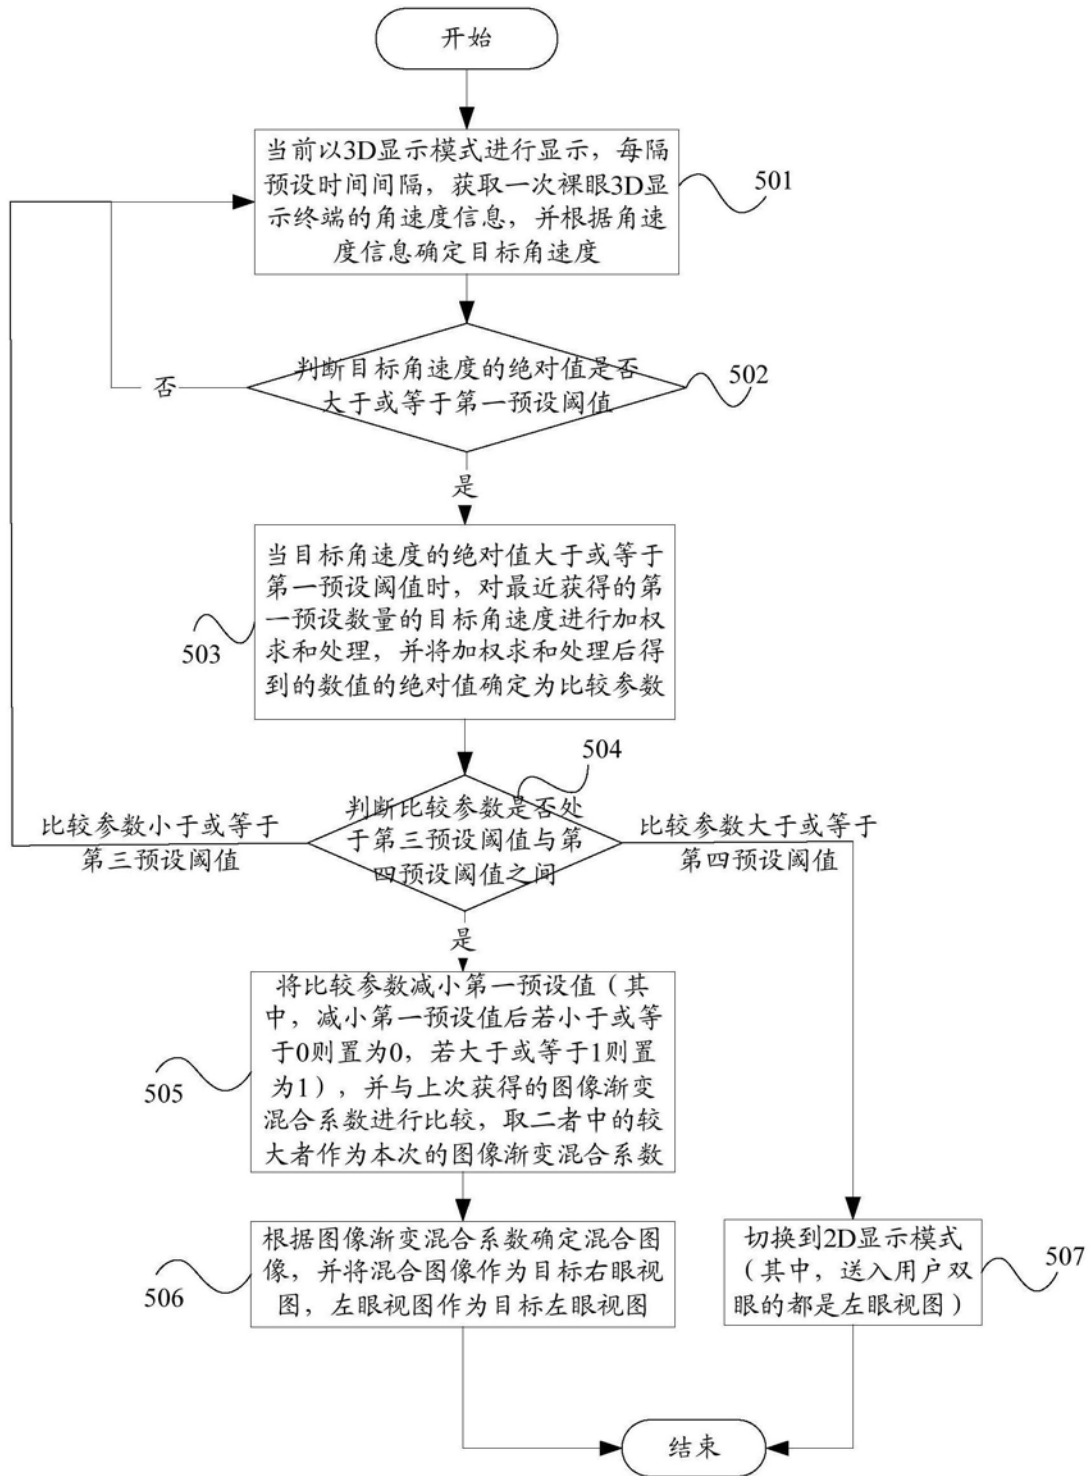 开始
当前以3D显示模式进行显示，每隔
预设时间间隔，获取一次裸眼3D显
示终端的角速度信息，并根据角速
度信息确定目标角速度
501
判断目标角速度的绝对值是否
大于或等于第一预设阈值
502
否
是
当目标角速度的绝对值大于或等于
第一预设阈值时，对最近获得的第
一预设数量的目标角速度进行加权
求和处理，并将加权求和处理后得
到的数值的绝对值确定为比较参数
503
504
判断比较参数是否处
于第三预设阈值与第
四预设阈值之间
比较参数小于或等于
第三预设阈值
比较参数大于或等于
第四预设阈值
是
将比较参数减小第一预设值（其
中，减小第一预设值后若小于或等
于0则置为0，若大于或等于1则置
为1），并与上次获得的图像渐变
混合系数进行比较，取二者中的较
大者作为本次的图像渐变混合系数
505
根据图像渐变混合系数确定混合图
像，并将混合图像作为目标右眼视
图，左眼视图作为目标左眼视图
506
切换到2D显示模式
（其中，送入用户双
眼的都是左眼视图）
507
结束